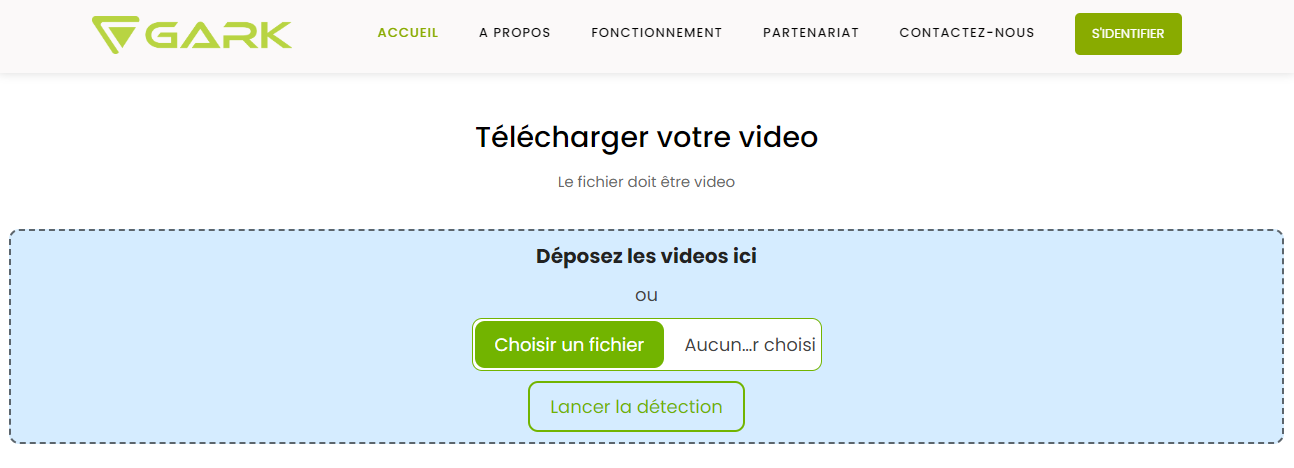 GARK
ACCUEIL A PROPOS FONCTIONNEMENT PARTENARIAT CONTACTEZ-NOUS S'IDENTIFIER
Télécharger votre video
Le fichier doit être video
Déposez les videos ici
ou
Choisir un fichier Aucun...r choisi
Lancer la détection